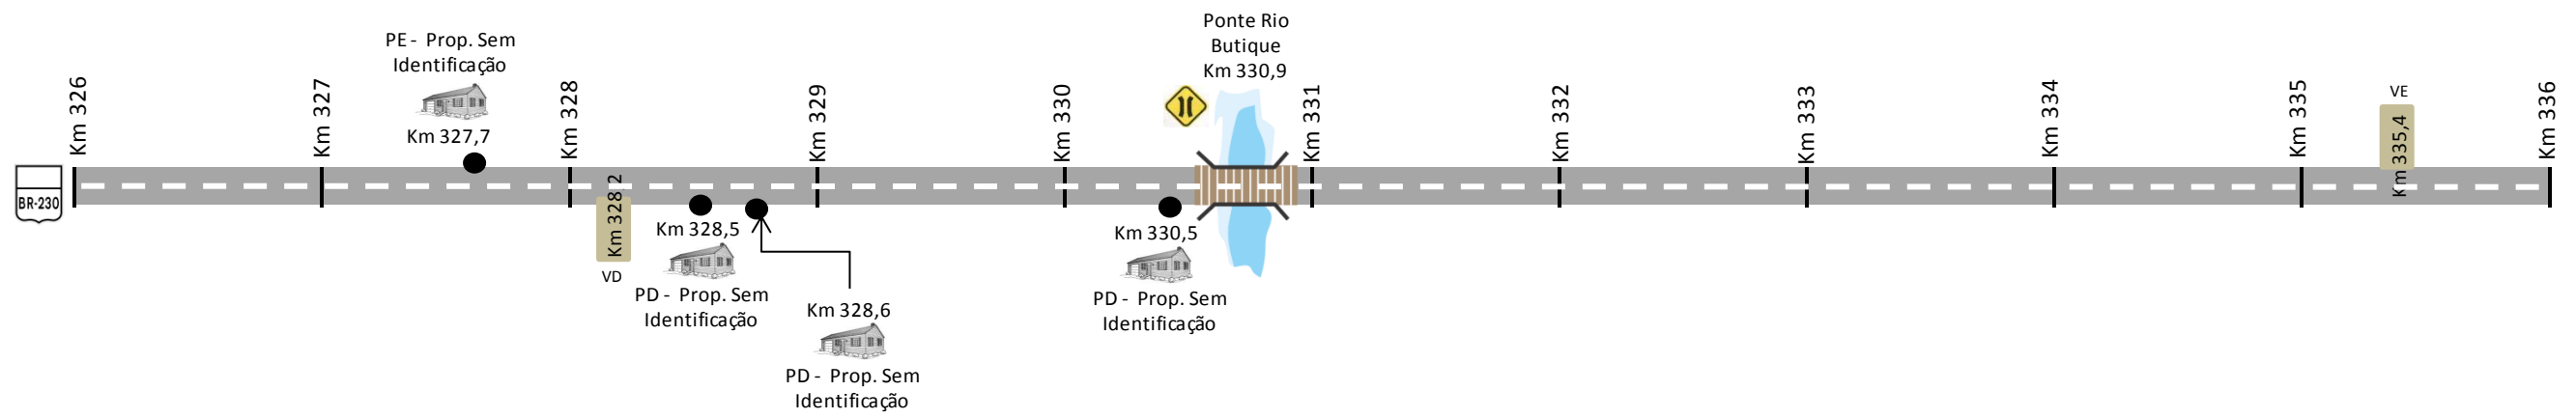 Ponte Rio
Butique
Km 330,9
PE - Prop. Sem
Identificação
Km 327,7
Km 326
Km 327
Km 328
Km 329
Km 330
Km 331
Km 332
Km 333
Km 334
Km 335
Km 336
VE
Km 335,4
BR-230
Km 328,2
VD
Km 328,5
PD - Prop. Sem
Identificação
Km 328,6
PD - Prop. Sem
Identificação
Km 330,5
PD - Prop. Sem
Identificação